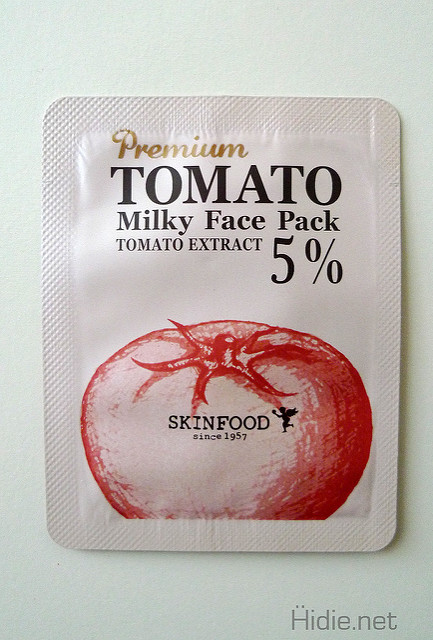 Premium
TOMATO
Milky Face Pack
TOMATO EXTRACT 5%
SKINFOOD
since 1957
Hidie.net